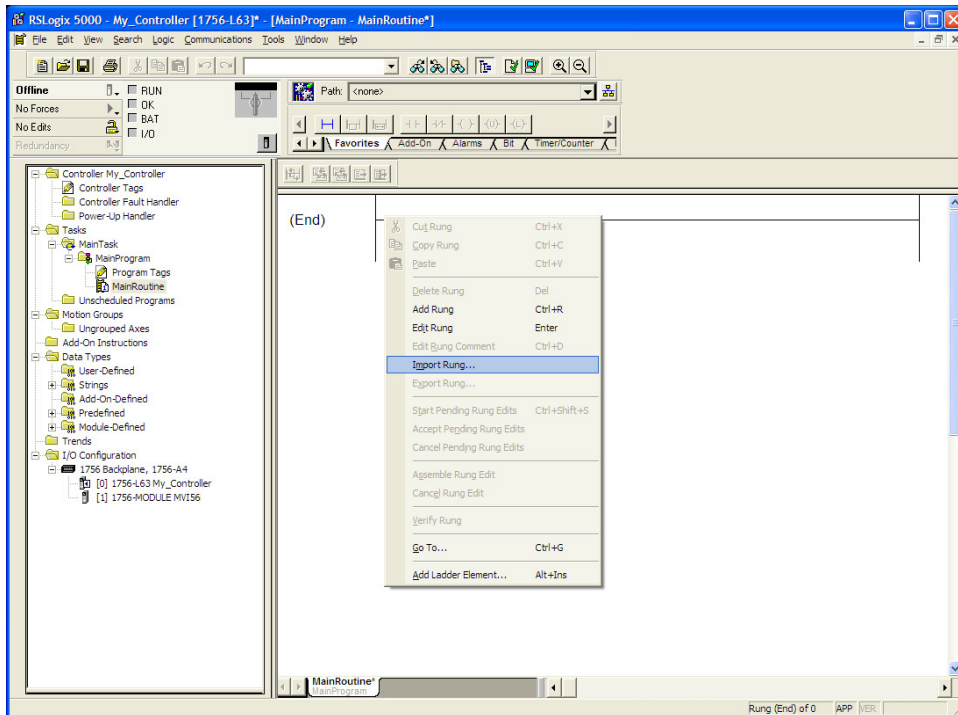 RSLogix 5000 - My_Controller [1756-L63]* - [MainProgram - MainRoutine*]
File Edit View Search Logic Communications Tools Window Help
Offline
RUN
No Forces
OK
No Edits
BAT
Redundancy
I/O
Path: <none>
Favorites Add-On Alarms Bit Timer/Counter
Controller My_Controller
Controller Tags
Controller Fault Handler
Power-Up Handler
Tasks
MainTask
MainProgram
Program Tags
MainRoutine
Unscheduled Programs
Motion Groups
Ungrouped Axes
Add-On Instructions
Data Types
User-Defined
Strings
Add-On-Defined
Predefined
Module-Defined
Trends
I/O Configuration
1756 Backplane, 1756-A4
[0] 1756-L63 My_Controller
[1] 1756-MODULE MVI56
(End)
Cut Rung Ctrl+X
Copy Rung Ctrl+C
Paste Ctrl+V
Delete Rung Del
Add Rung Ctrl+R
Edit Rung Enter
Edit Rung Comment Ctrl+D
Import Rung...
Export Rung...
Start Pending Rung Edits Ctrl+Shift+S
Accept Pending Rung Edits
Cancel Pending Rung Edits
Assemble Rung Edit
Cancel Rung Edit
Verify Rung
Go To... Ctrl+G
Add Ladder Element... Alt+Ins
MainRoutine*
MainProgram
Rung (End) of 0 APP VER